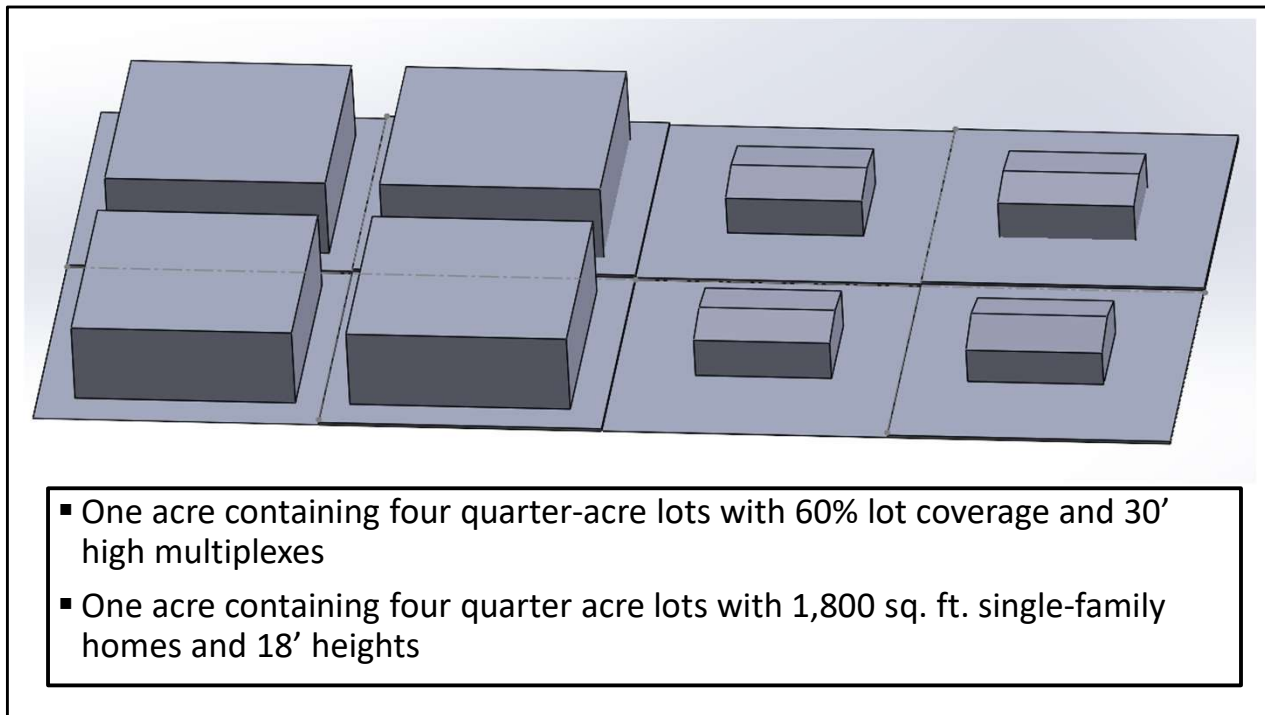 ▪ One acre containing four quarter-acre lots with 60% lot coverage and 30’
high multiplexes
▪ One acre containing four quarter acre lots with 1,800 sq. ft. single-family
homes and 18’ heights